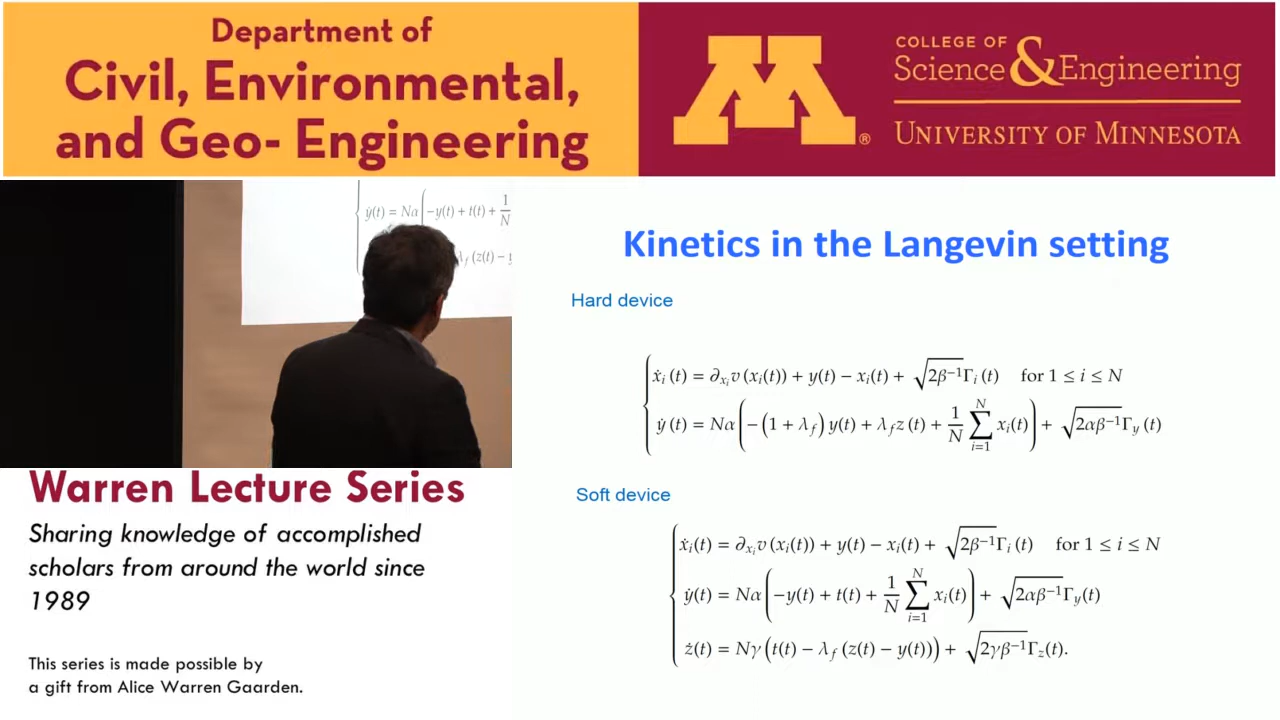 Department of
Civil, Environmental,
and Geo- Engineering
COLLEGE OF
Science & Engineering
UNIVERSITY OF MINNESOTA
M ®
ẏ(t) = Nα(−y(t) + t(t) + 1/N
λ_f (z(t) −
Kinetics in the Langevin setting
Hard device
ẋ_i (t) = ∂_{x_i} v (x_i(t)) + y(t) − x_i(t) + √(2β⁻¹) Γ_i (t) for 1 ≤ i ≤ N
ẏ (t) = Nα ( − (1 + λ_f) y(t) + λ_f z (t) + 1/N ∑_{i=1}^{N} x_i(t) ) + √(2αβ⁻¹) Γ_y (t)
Soft device
ẋ_i(t) = ∂_{x_i} v (x_i(t)) + y(t) − x_i(t) + √(2β⁻¹) Γ_i (t) for 1 ≤ i ≤ N
ẏ(t) = Nα ( −y(t) + t(t) + 1/N ∑_{i=1}^{N} x_i(t) ) + √(2αβ⁻¹) Γ_y(t)
ż(t) = Nγ (t(t) − λ_f (z(t) − y(t))) + √(2γβ⁻¹) Γ_z(t).
Warren Lecture Series
Sharing knowledge of accomplished
scholars from around the world since
1989
This series is made possible by
a gift from Alice Warren Gaarden.